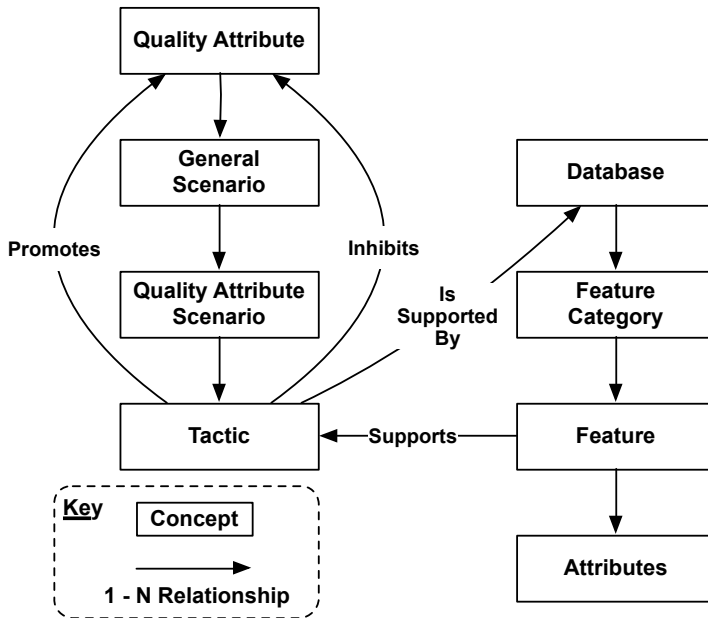 Quality Attribute
General
Scenario
Database
Promotes
Inhibits
Quality Attribute
Scenario
Is
Supported
By
Feature
Category
Tactic
Supports
Feature
Key
Concept
1 - N Relationship
Attributes